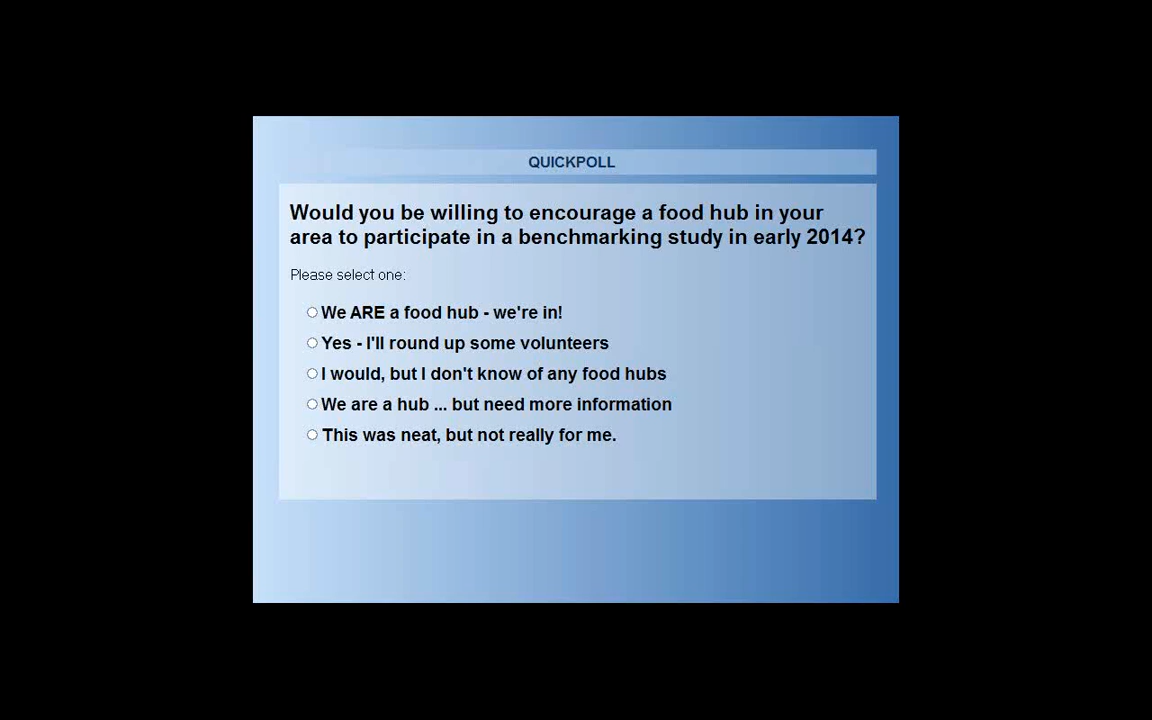 QUICKPOLL
Would you be willing to encourage a food hub in your
area to participate in a benchmarking study in early 2014?
Please select one:
We ARE a food hub - we're in!
Yes - I'll round up some volunteers
I would, but I don't know of any food hubs
We are a hub ... but need more information
This was neat, but not really for me.